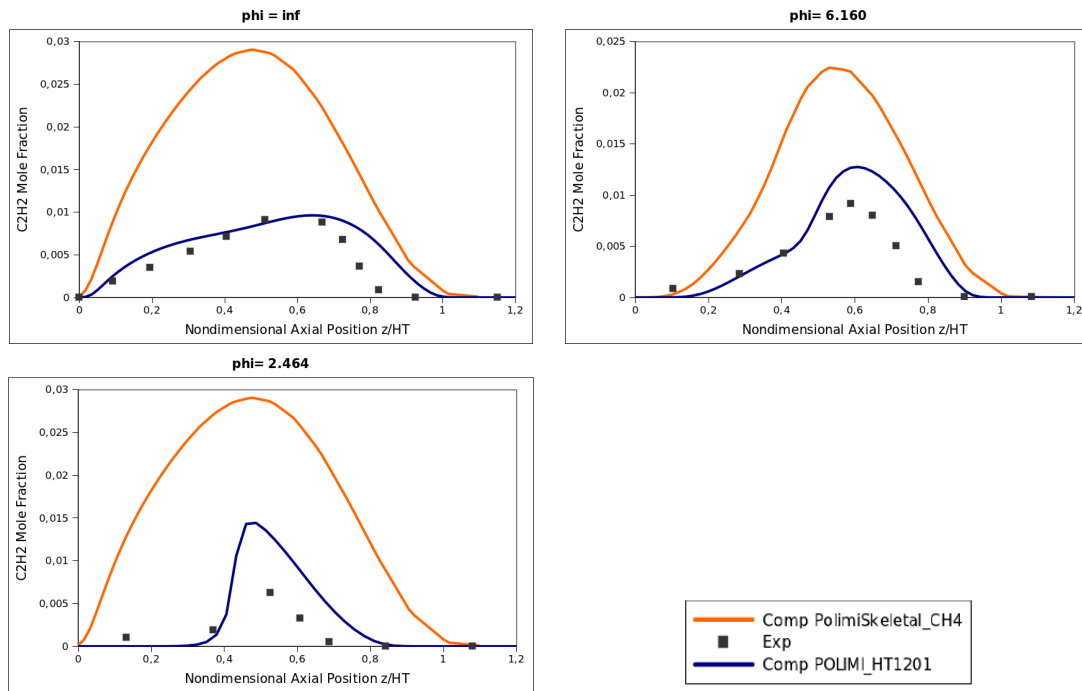 phi = inf
0,03
0,025
0,02
0,015
0,01
0,005
0
C2H2 Mole Fraction
0 0,2 0,4 0,6 0,8 1 1,2
Nondimensional Axial Position z/HT
phi= 6.160
0,025
0,02
0,015
0,01
0,005
0
C2H2 Mole Fraction
0 0,2 0,4 0,6 0,8 1 1,2
Nondimensional Axial Position z/HT
phi= 2.464
0,03
0,025
0,02
0,015
0,01
0,005
0
C2H2 Mole Fraction
0 0,2 0,4 0,6 0,8 1 1,2
Nondimensional Axial Position z/HT
Comp PolimiSkeletal_CH4
Exp
Comp POLIMI_HT1201